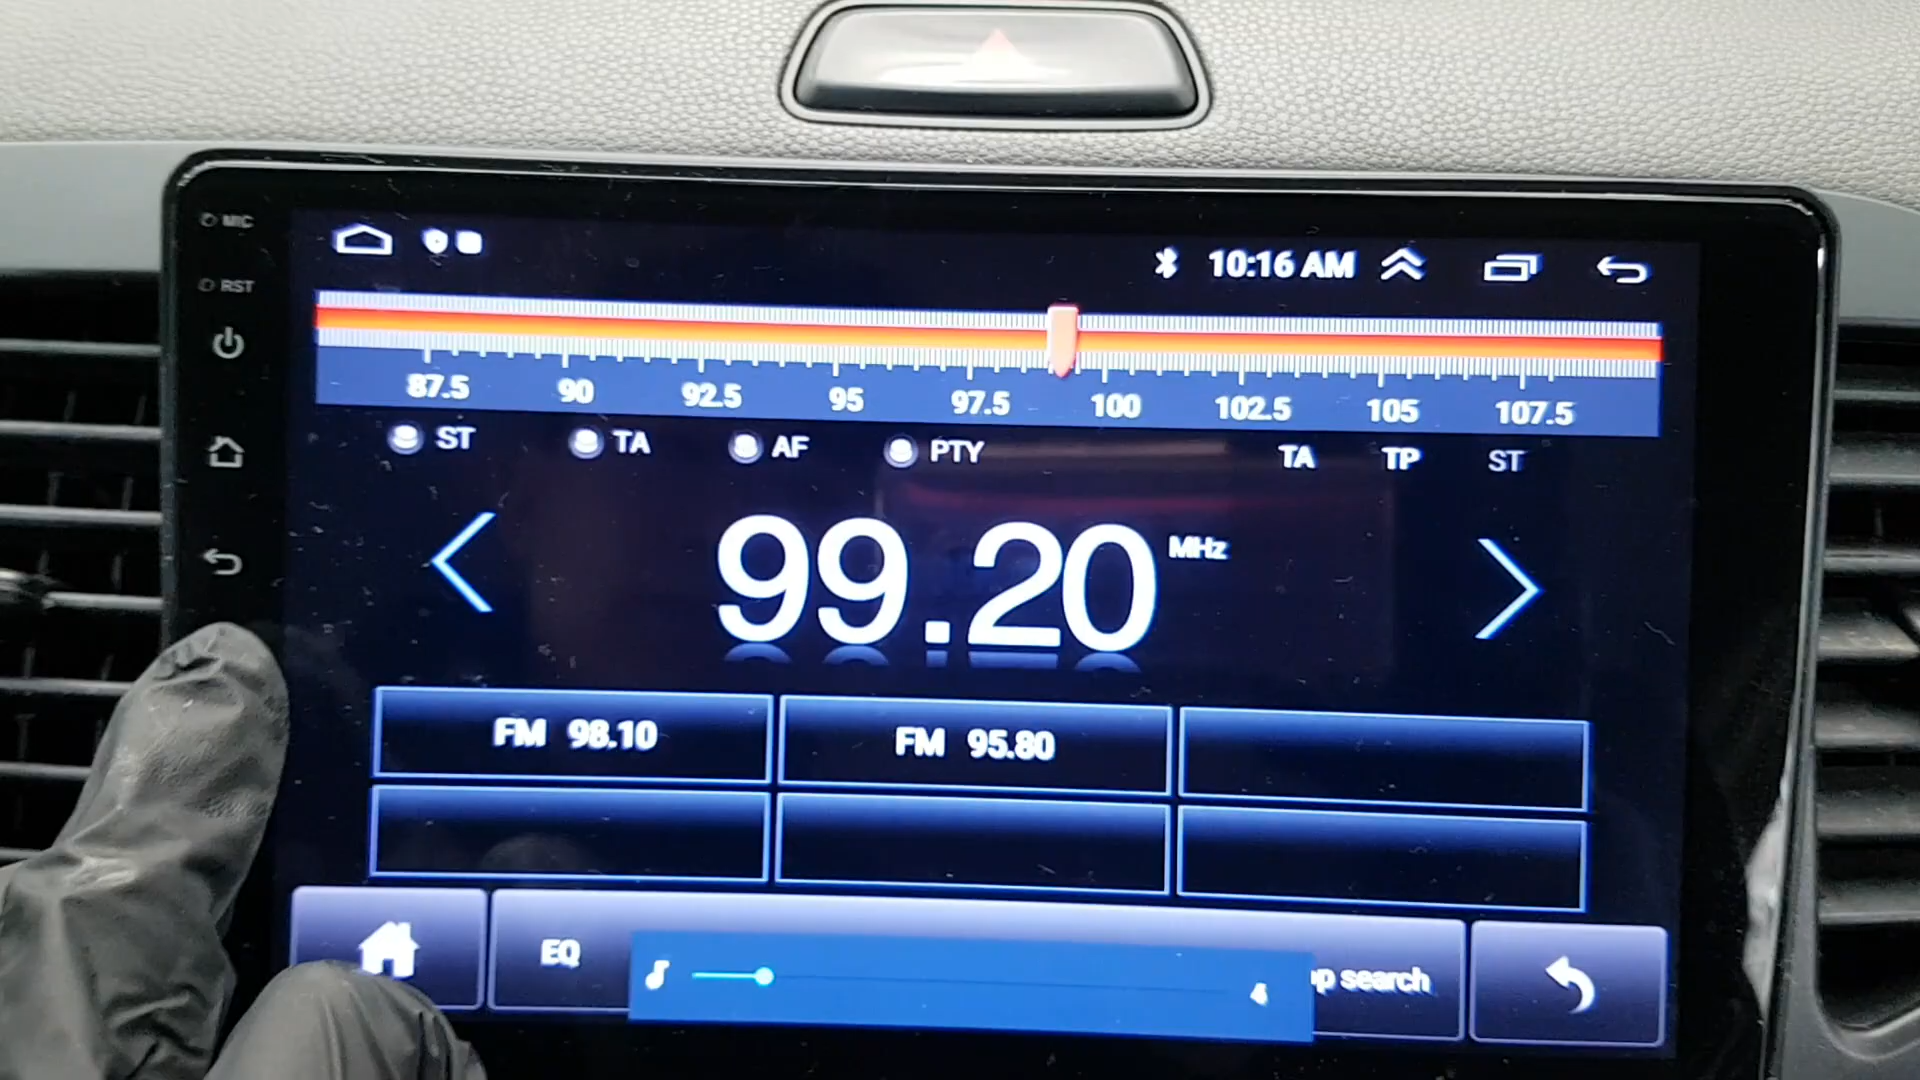 MIC
RST
10:16 AM
87.5 90 92.5 95 97.5 100 102.5 105 107.5
ST TA AF PTY TA TP ST
99.20 MHz
FM 98.10 FM 95.80
EQ 4 p search